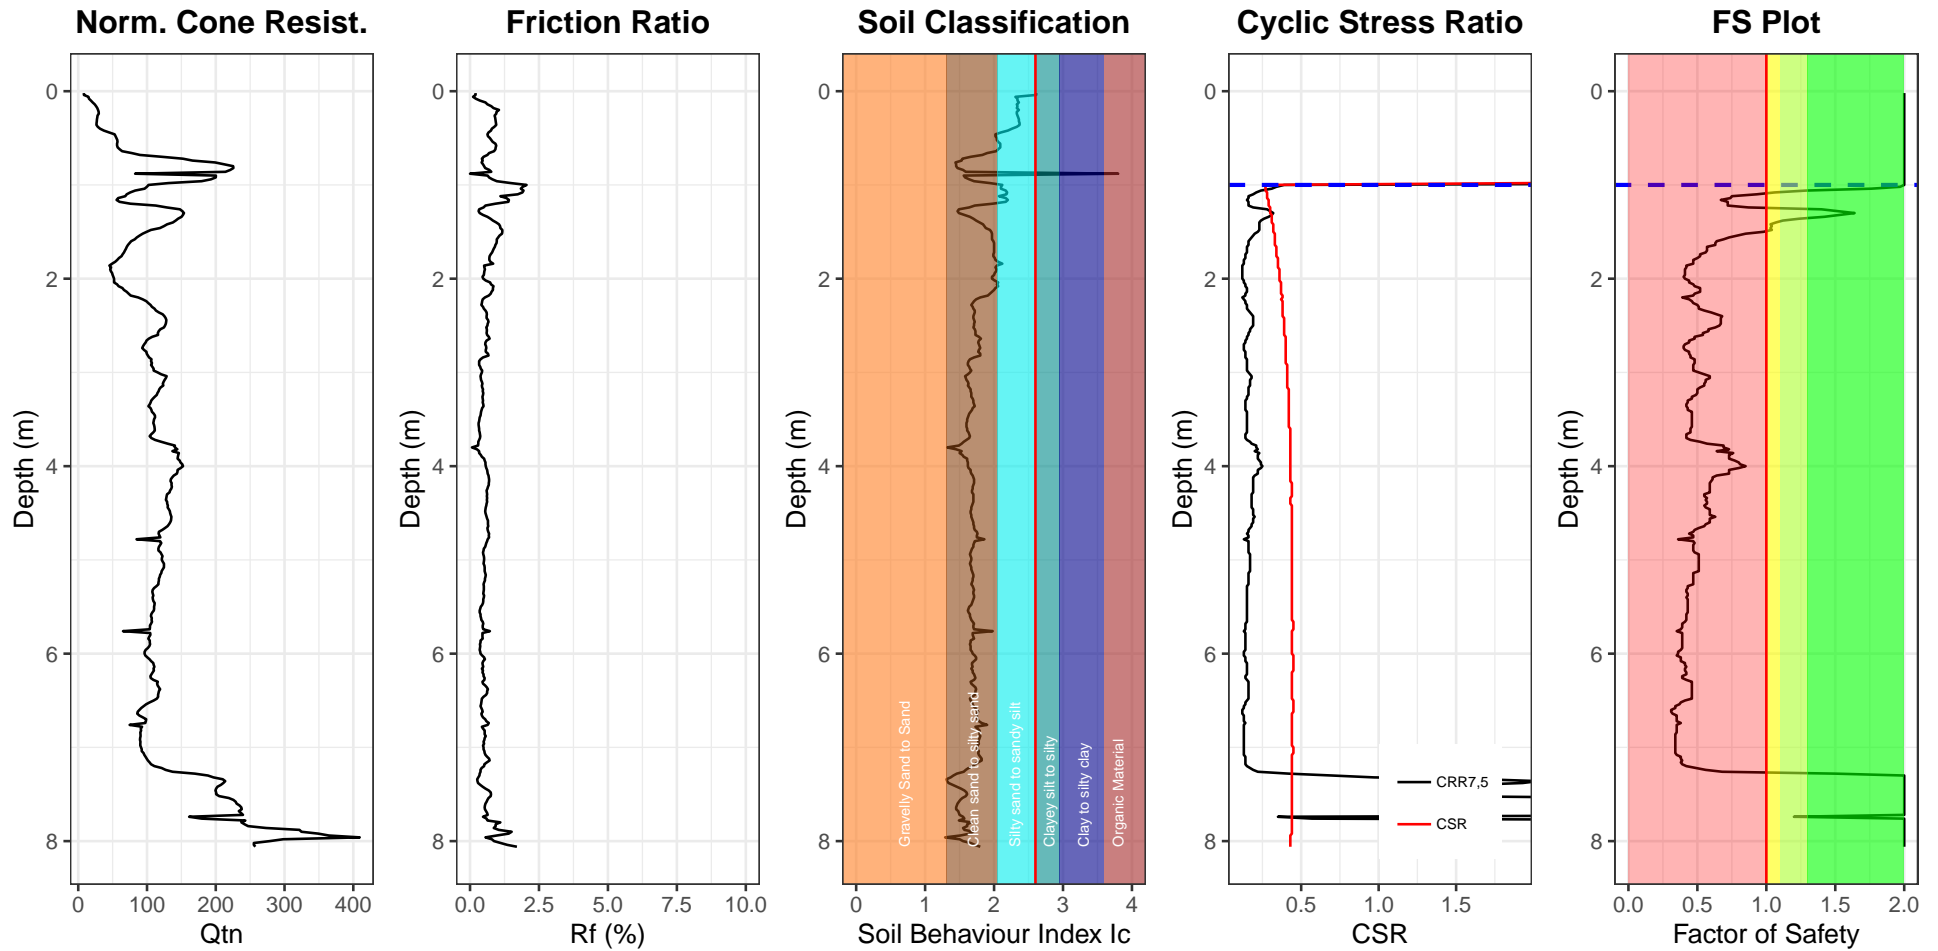 Norm. Cone Resist.
Friction Ratio
Soil Classification
Cyclic Stress Ratio
FS Plot
Depth (m)
0
2
4
6
8
0
100
200
300
400
Qtn
Depth (m)
0
2
4
6
8
0.0
2.5
5.0
7.5
10.0
Rf (%)
Depth (m)
0
2
4
6
8
Gravelly Sand to Sand
Clean sand to silty sand
Silty sand to sandy silt
Clayey silt to silty
Clay to silty clay
Organic Material
0
1
2
3
4
Soil Behaviour Index Ic
Depth (m)
0
2
4
6
8
CRR7,5
CSR
0.5
1.0
1.5
CSR
Depth (m)
0
2
4
6
8
0.0
0.5
1.0
1.5
2.0
Factor of Safety